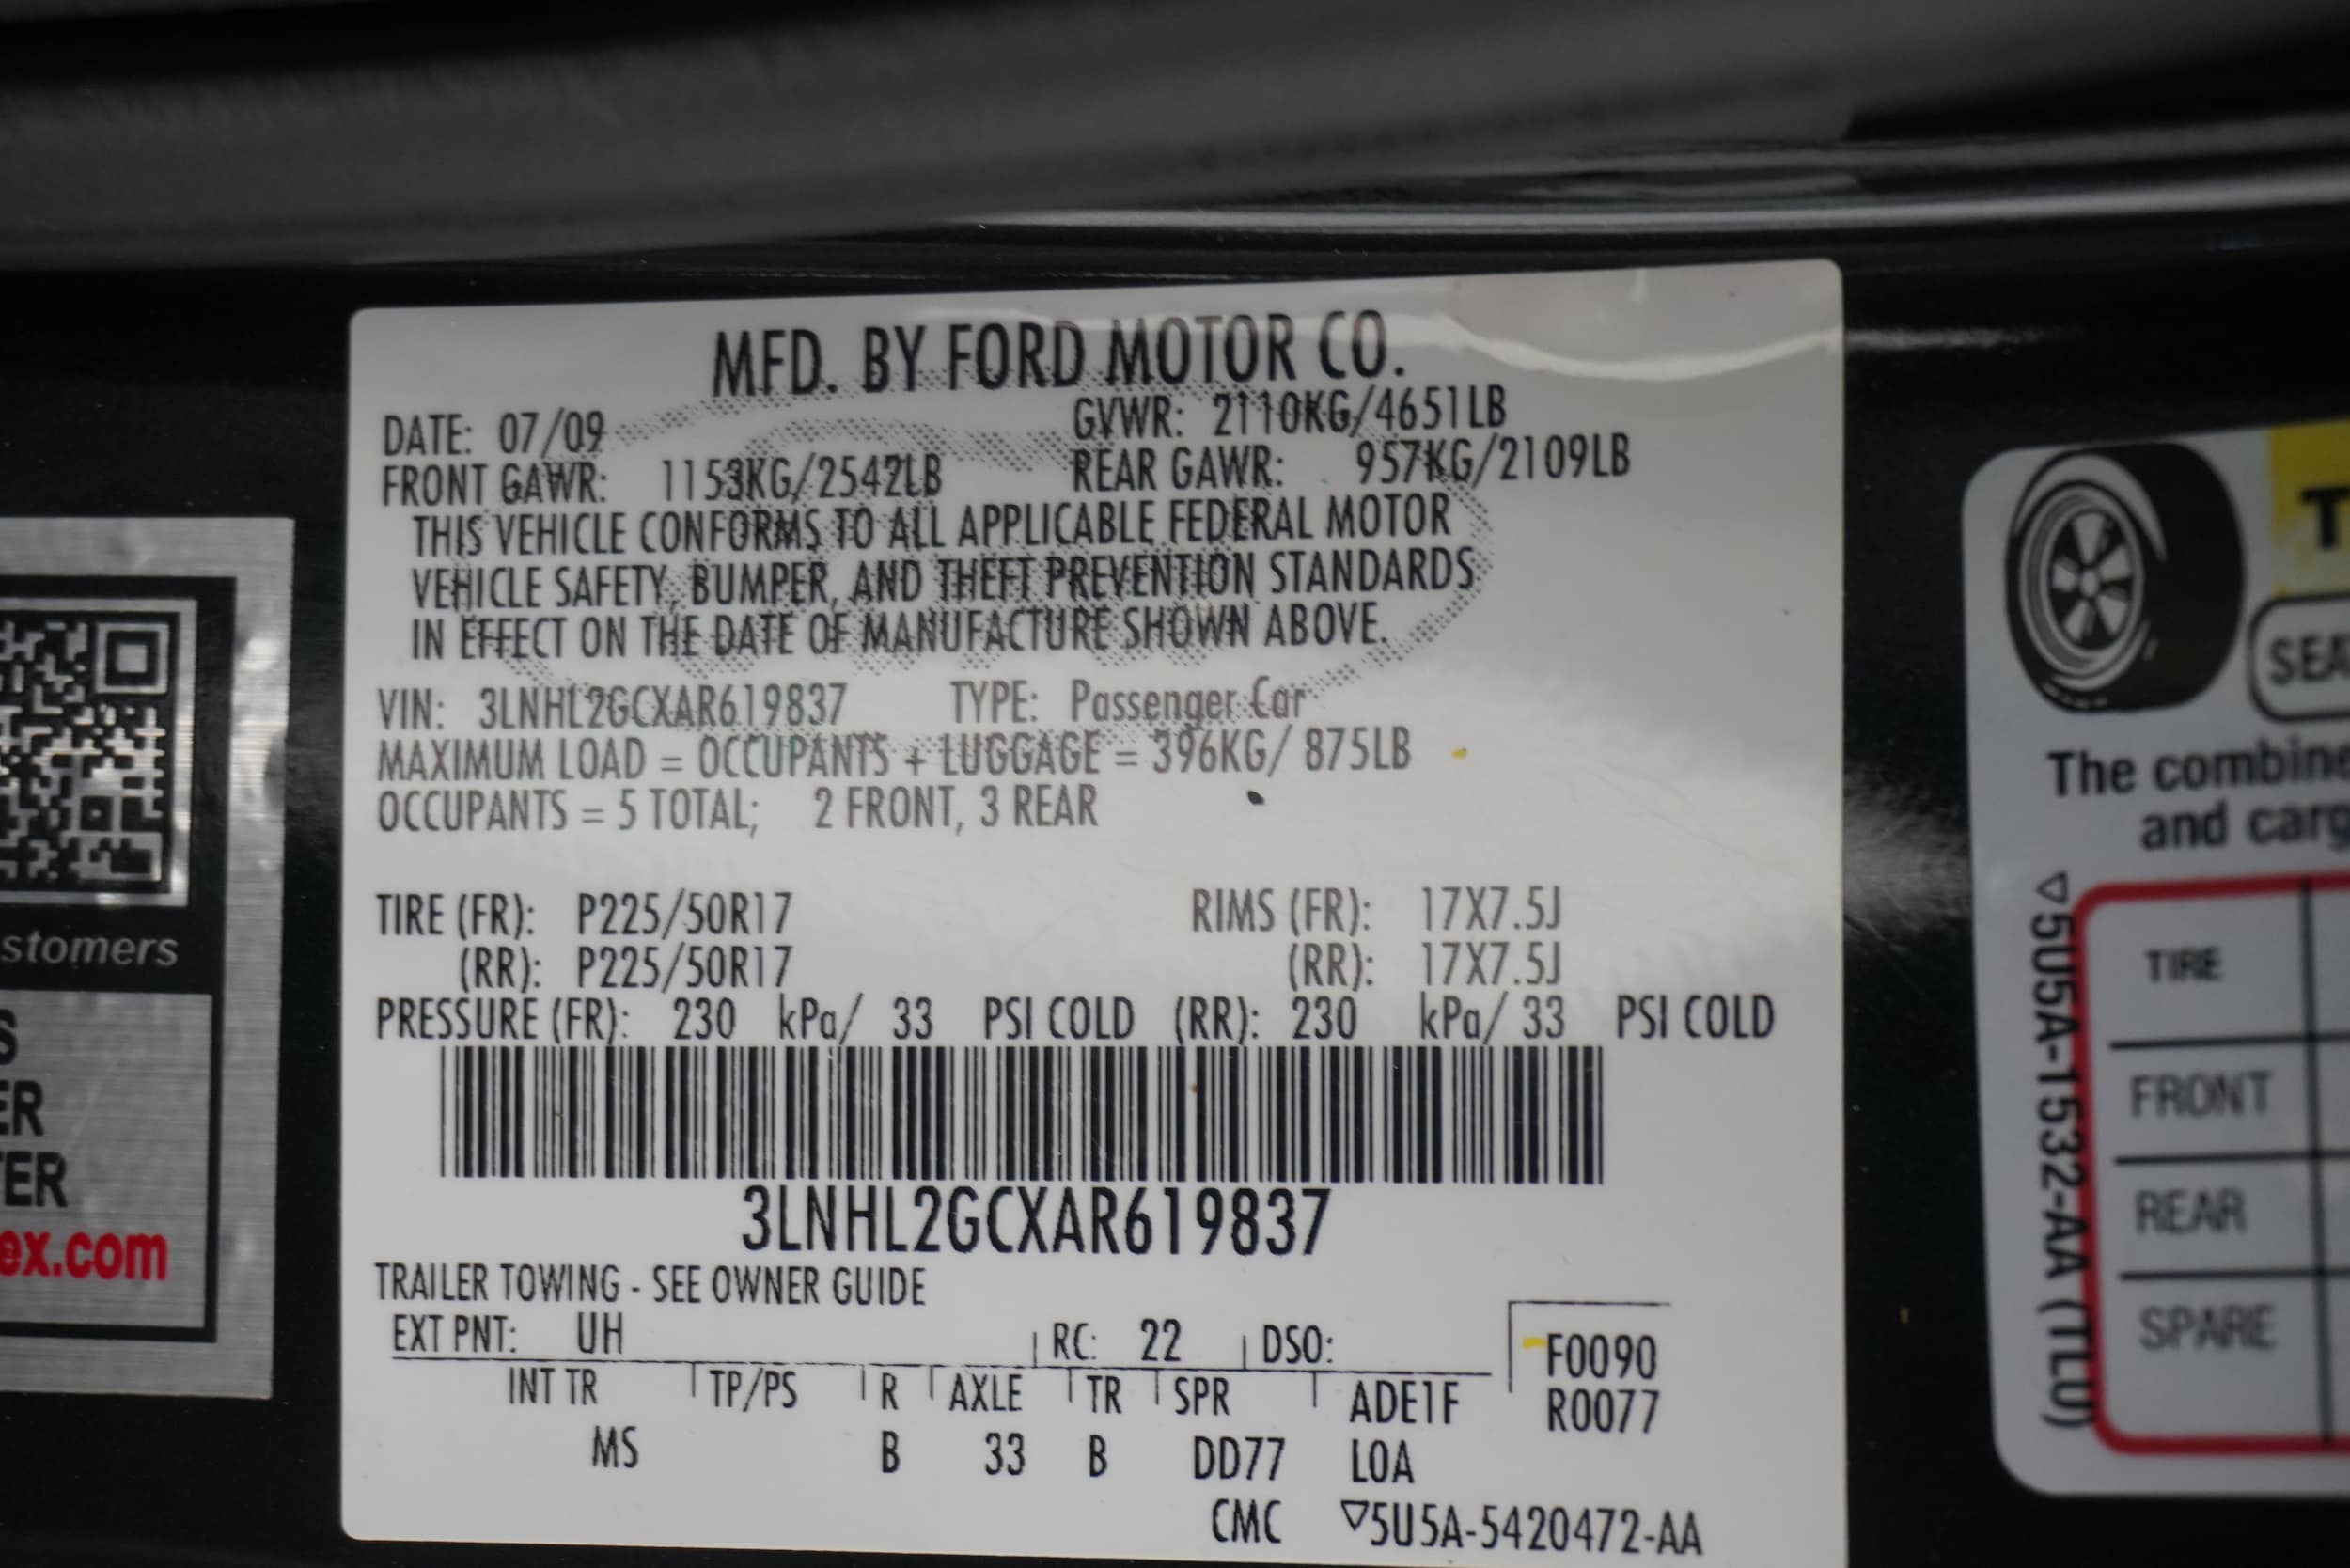 MFD. BY FORD MOTOR CO.
DATE: 07/09 GVWR: 2110KG/4651LB
FRONT GAWR: 1153KG/2542LB REAR GAWR: 957KG/2109LB
THIS VEHICLE CONFORMS TO ALL APPLICABLE FEDERAL MOTOR
VEHICLE SAFETY, BUMPER, AND THEFT PREVENTION STANDARDS
IN EFFECT ON THE DATE OF MANUFACTURE SHOWN ABOVE.
VIN: 3LNHL2GCXAR619837 TYPE: Passenger Car
MAXIMUM LOAD = OCCUPANTS + LUGGAGE = 396KG/ 875LB
OCCUPANTS = 5 TOTAL; 2 FRONT, 3 REAR
TIRE (FR): P225/50R17 RIMS (FR): 17X7.5J
(RR): P225/50R17 (RR): 17X7.5J
PRESSURE (FR): 230 kPa/ 33 PSI COLD (RR): 230 kPa/ 33 PSI COLD
3LNHL2GCXAR619837
TRAILER TOWING - SEE OWNER GUIDE
EXT PNT: UH RC: 22 DSO: F0090
INT TR TP/PS R AXLE TR SPR ADE1F R0077
MS B 33 B DD77 LOA
CMC ▽5U5A-5420472-AA
stomers
S
ER
TER
ex.com
T
SEA
The combine
and carg
TIRE
FRONT
REAR
SPARE
▽5U5A-1532-AA (TLU)